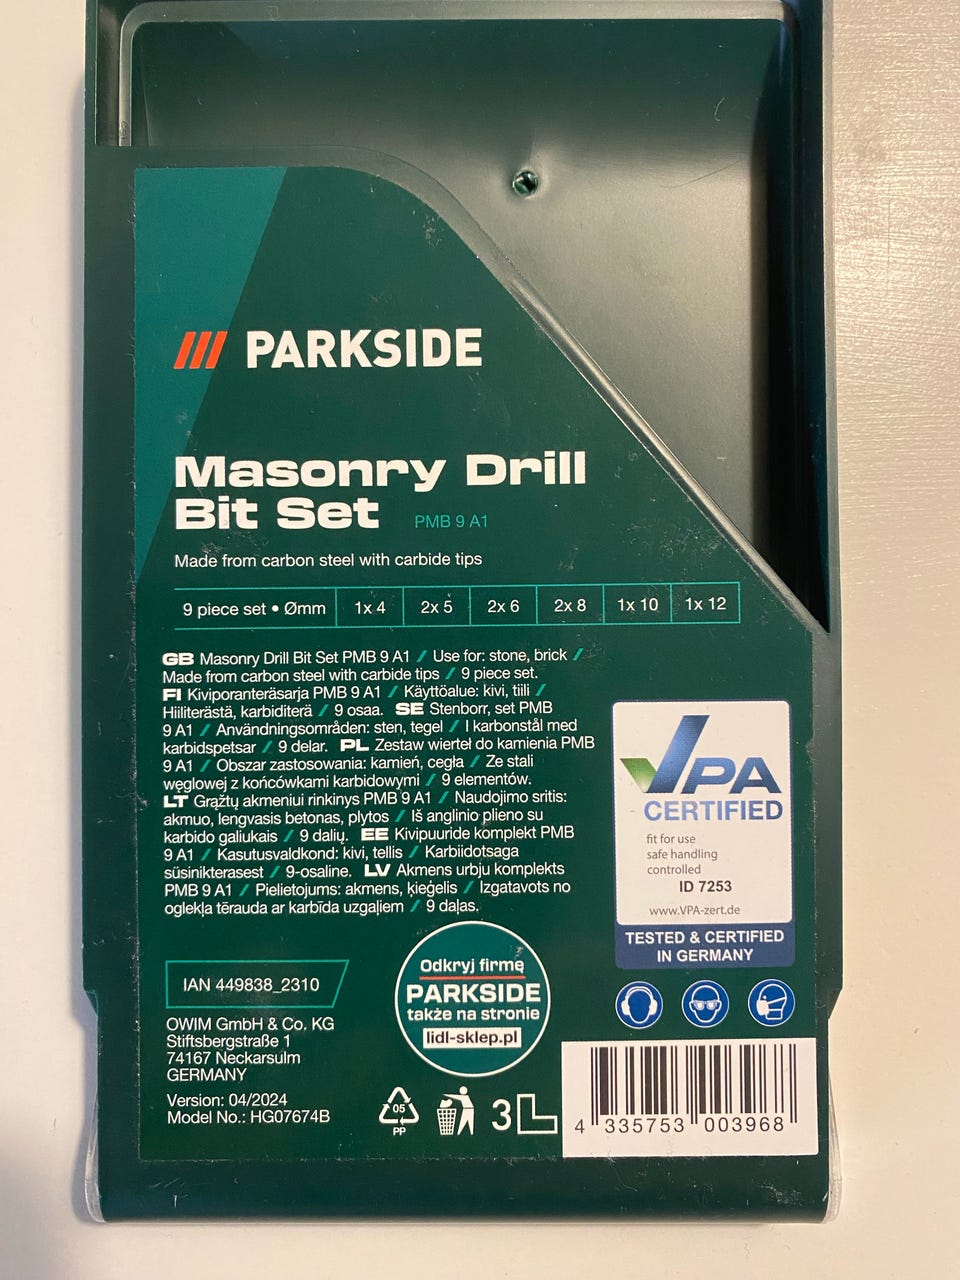 PARKSIDE
Masonry Drill
Bit Set PMB 9 A1
Made from carbon steel with carbide tips
9 piece set • Ømm 1x 4 2x 5 2x 6 2x 8 1x 10 1x 12
GB Masonry Drill Bit Set PMB 9 A1 / Use for: stone, brick /
Made from carbon steel with carbide tips / 9 piece set.
FI Kiviporanteräsarja PMB 9 A1 / Käyttöalue: kivi, tiili /
Hiiliterästä, karbiditerä / 9 osaa. SE Stenborr, set PMB
9 A1 / Användningsområden: sten, tegel / I karbonstål med
karbidspetsar / 9 delar. PL Zestaw wierteł do kamienia PMB
9 A1 / Obszar zastosowania: kamień, cegła / Ze stali
węglowej z końcówkami karbidowymi / 9 elementów.
LT Grąžtų akmeniui rinkinys PMB 9 A1 / Naudojimo sritis:
akmuo, lengvasis betonas, plytos / Iš anglinio plieno su
karbido galiukais / 9 dalių. EE Kivipuuride komplekt PMB
9 A1 / Kasutusvaldkond: kivi, tellis / Karbiidotsaga
süsinikterasest / 9-osaline. LV Akmens urbju komplekts
PMB 9 A1 / Pielietojums: akmens, ķieģelis / Izgatavots no
oglekļa tērauda ar karbīda uzgaļiem / 9 daļas.
VPA
CERTIFIED
fit for use
safe handling
controlled
ID 7253
www.VPA-zert.de
TESTED & CERTIFIED
IN GERMANY
IAN 449838_2310
OWIM GmbH & Co. KG
Stiftsbergstraße 1
74167 Neckarsulm
GERMANY
Version: 04/2024
Model No.: HG07674B
Odkryj firmę
PARKSIDE
także na stronie
lidl-sklep.pl
05
PP
3
4 335753 003968